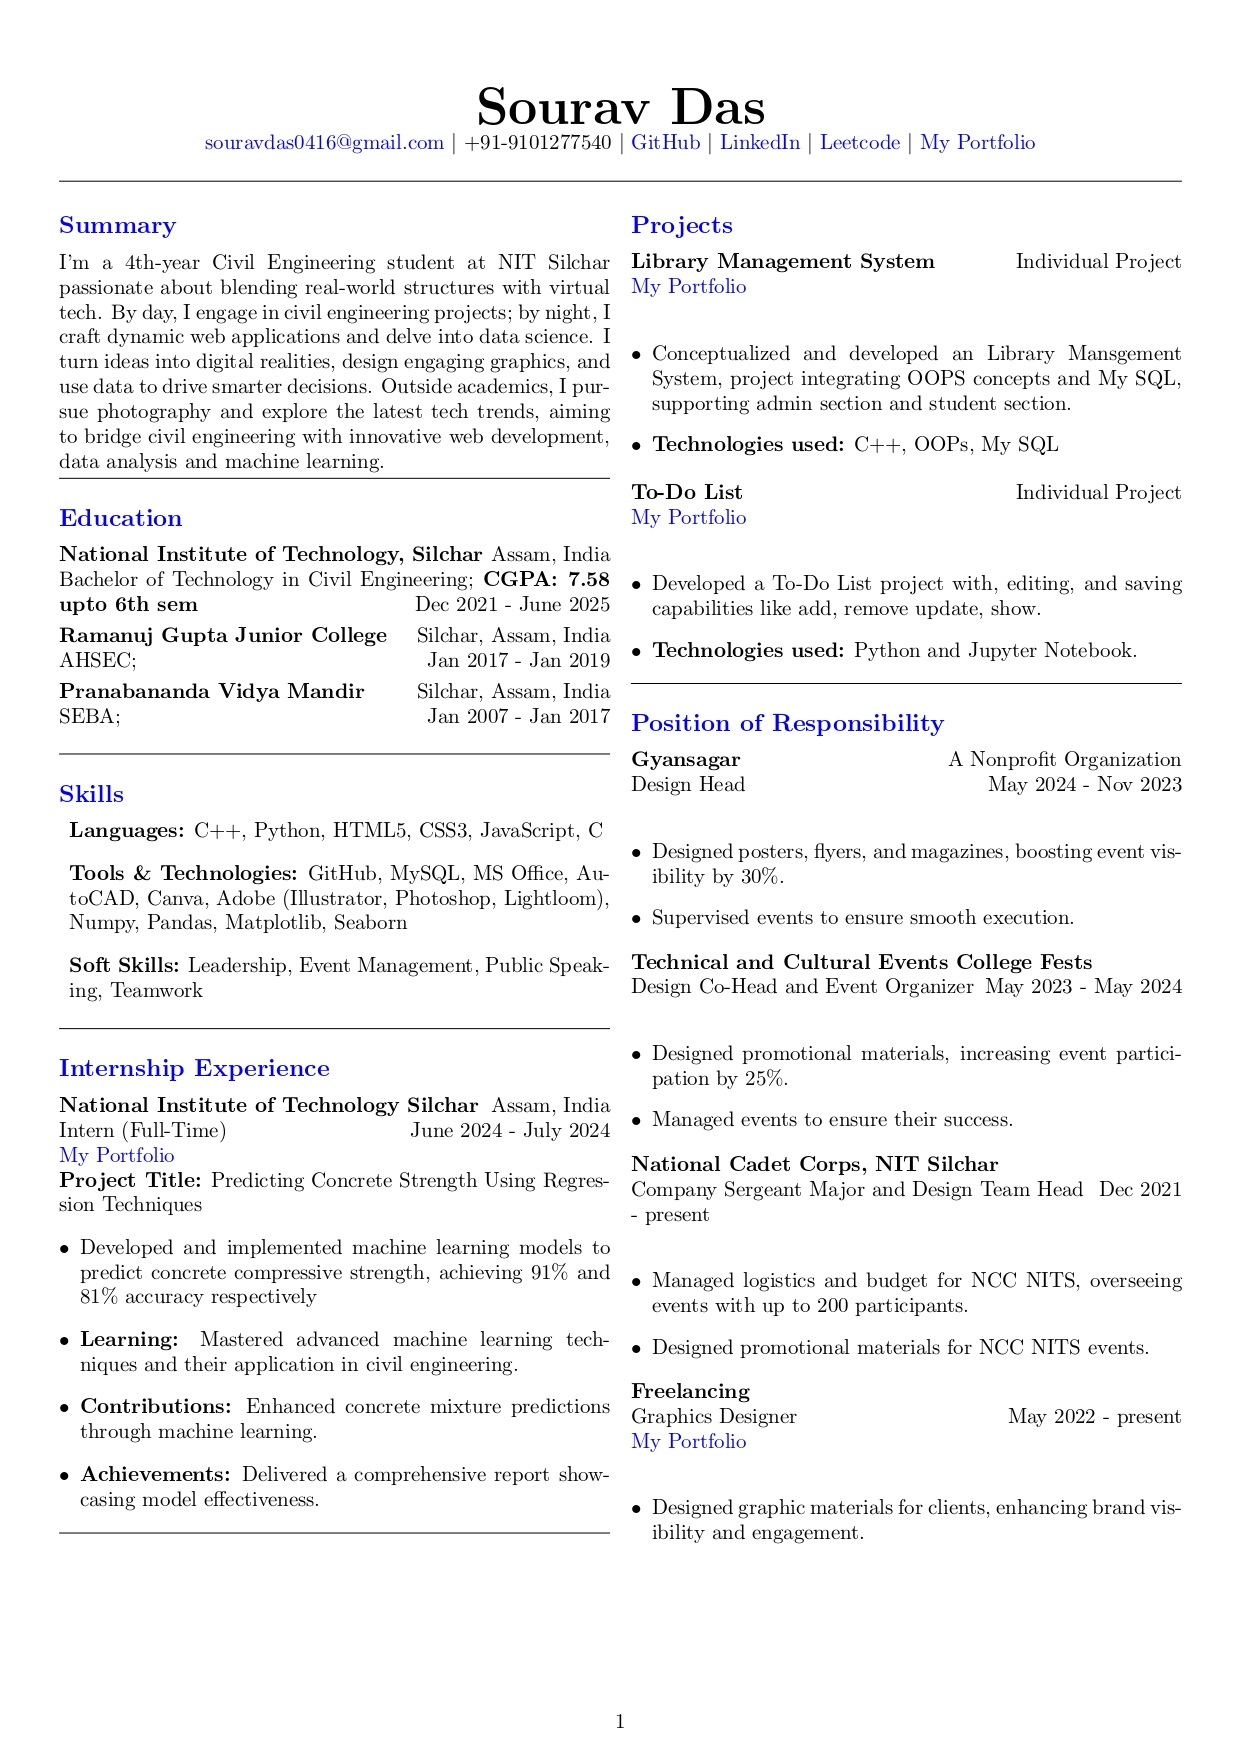 Sourav Das
souravdas0416@gmail.com | +91-9101277540 | GitHub | LinkedIn | Leetcode | My Portfolio
Summary
I'm a 4th-year Civil Engineering student at NIT Silchar
passionate about blending real-world structures with virtual
tech. By day, I engage in civil engineering projects; by night, I
craft dynamic web applications and delve into data science. I
turn ideas into digital realities, design engaging graphics, and
use data to drive smarter decisions. Outside academics, I pur-
sue photography and explore the latest tech trends, aiming
to bridge civil engineering with innovative web development,
data analysis and machine learning.
Education
National Institute of Technology, Silchar Assam, India
Bachelor of Technology in Civil Engineering; CGPA: 7.58
upto 6th sem Dec 2021 - June 2025
Ramanuj Gupta Junior College Silchar, Assam, India
AHSEC; Jan 2017 - Jan 2019
Pranabananda Vidya Mandir Silchar, Assam, India
SEBA; Jan 2007 - Jan 2017
Skills
Languages: C++, Python, HTML5, CSS3, JavaScript, C
Tools & Technologies: GitHub, MySQL, MS Office, Au-
toCAD, Canva, Adobe (Illustrator, Photoshop, Lightloom),
Numpy, Pandas, Matplotlib, Seaborn
Soft Skills: Leadership, Event Management, Public Speak-
ing, Teamwork
Internship Experience
National Institute of Technology Silchar Assam, India
Intern (Full-Time) June 2024 - July 2024
My Portfolio
Project Title: Predicting Concrete Strength Using Regres-
sion Techniques
• Developed and implemented machine learning models to
predict concrete compressive strength, achieving 91% and
81% accuracy respectively
• Learning: Mastered advanced machine learning tech-
niques and their application in civil engineering.
• Contributions: Enhanced concrete mixture predictions
through machine learning.
• Achievements: Delivered a comprehensive report show-
casing model effectiveness.
Projects
Library Management System Individual Project
My Portfolio
• Conceptualized and developed an Library Mansgement
System, project integrating OOPS concepts and My SQL,
supporting admin section and student section.
• Technologies used: C++, OOPs, My SQL
To-Do List Individual Project
My Portfolio
• Developed a To-Do List project with, editing, and saving
capabilities like add, remove update, show.
• Technologies used: Python and Jupyter Notebook.
Position of Responsibility
Gyansagar A Nonprofit Organization
Design Head May 2024 - Nov 2023
• Designed posters, flyers, and magazines, boosting event vis-
ibility by 30%.
• Supervised events to ensure smooth execution.
Technical and Cultural Events College Fests
Design Co-Head and Event Organizer May 2023 - May 2024
• Designed promotional materials, increasing event partici-
pation by 25%.
• Managed events to ensure their success.
National Cadet Corps, NIT Silchar
Company Sergeant Major and Design Team Head Dec 2021
- present
• Managed logistics and budget for NCC NITS, overseeing
events with up to 200 participants.
• Designed promotional materials for NCC NITS events.
Freelancing
Graphics Designer May 2022 - present
My Portfolio
• Designed graphic materials for clients, enhancing brand vis-
ibility and engagement.
1